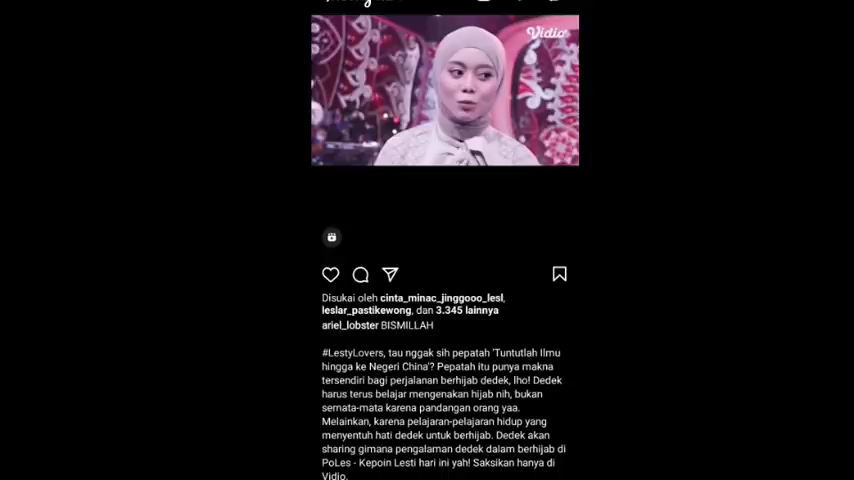 Vidio
Disukai oleh cinta_minac_jinggooo_lesl,
leslar_pastikewong, dan 3.345 lainnya
ariel_lobster BISMILLAH
#LestyLovers, tau nggak sih pepatah 'Tuntutlah Ilmu
hingga ke Negeri China'? Pepatah itu punya makna
tersendiri bagi perjalanan berhijab dedek, lho! Dedek
harus terus belajar mengenakan hijab nih, bukan
semata-mata karena pandangan orang yaa.
Melainkan, karena pelajaran-pelajaran hidup yang
menyentuh hati dedek untuk berhijab. Dedek akan
sharing gimana pengalaman dedek dalam berhijab di
PoLes - Kepoin Lesti hari ini yah! Saksikan hanya di
Vidio.